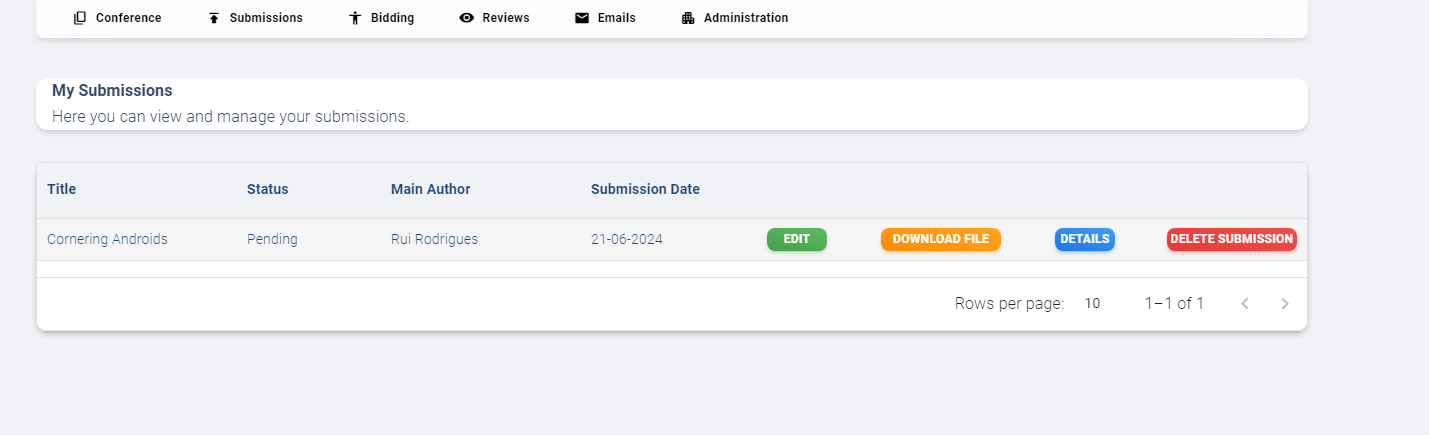 Conference Submissions Bidding Reviews Emails Administration
My Submissions
Here you can view and manage your submissions.
Title Status Main Author Submission Date
Cornering Androids Pending Rui Rodrigues 21-06-2024 EDIT DOWNLOAD FILE DETAILS DELETE SUBMISSION
Rows per page: 10 1–1 of 1